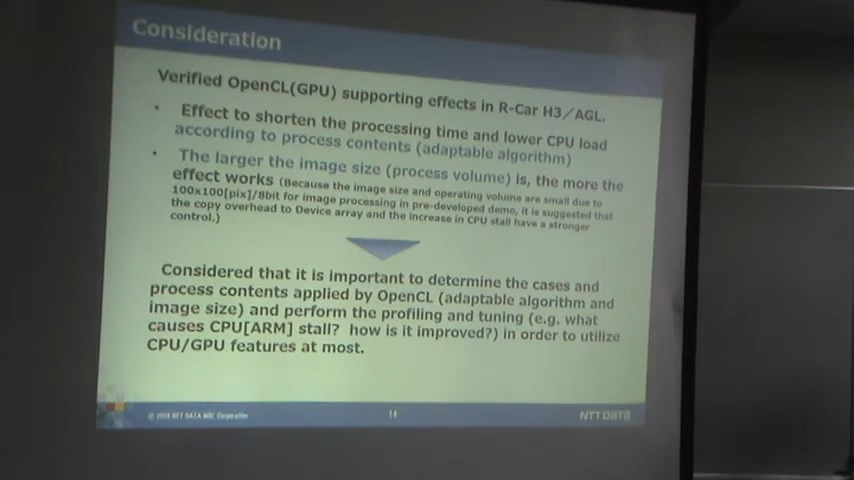 Consideration
Verified OpenCL(GPU) supporting effects in R-Car H3/AGL.
• Effect to shorten the processing time and lower CPU load
according to process contents (adaptable algorithm)
• The larger the image size (process volume) is, the more the
effect works (Because the image size and operating volume are small due to
100x100[pix]/8bit for image processing in pre-developed demo, it is suggested that
the copy overhead to Device array and the increase in CPU stall have a stronger
control.)
Considered that it is important to determine the cases and
process contents applied by OpenCL (adaptable algorithm and
image size) and perform the profiling and tuning (e.g. what
causes CPU[ARM] stall? how is it improved?) in order to utilize
CPU/GPU features at most.
© 2018 NTT DATA MSE Corporation
14
NTT DATA